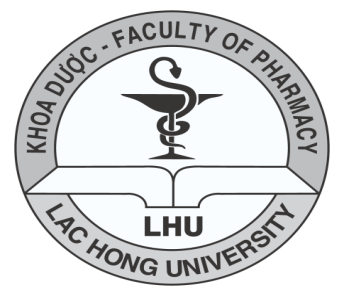 KHOA DƯỢC - FACULTY OF PHARMACY
LHU
LAC HONG UNIVERSITY